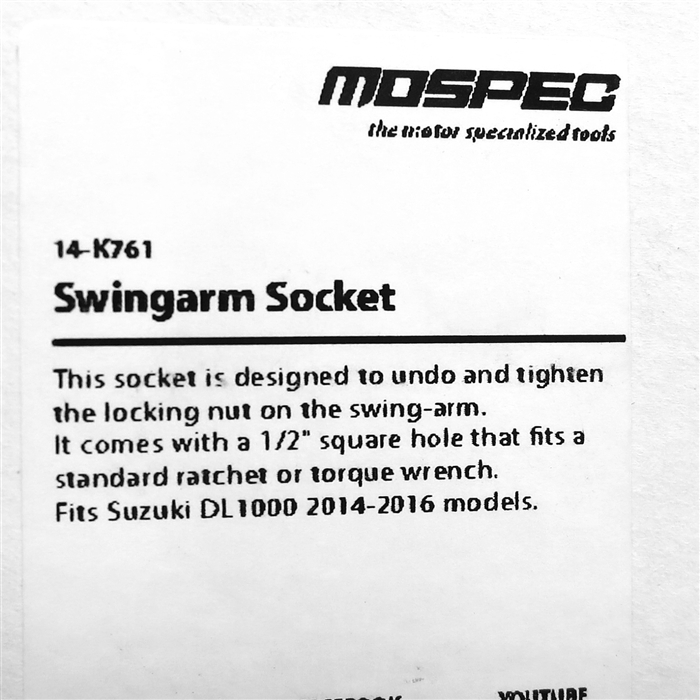 MOSPEC
the motor specialized tools
14-K761
Swingarm Socket
This socket is designed to undo and tighten
the locking nut on the swing-arm.
It comes with a 1/2" square hole that fits a
standard ratchet or torque wrench.
Fits Suzuki DL1000 2014-2016 models.
FACEBOOK YOUTUBE